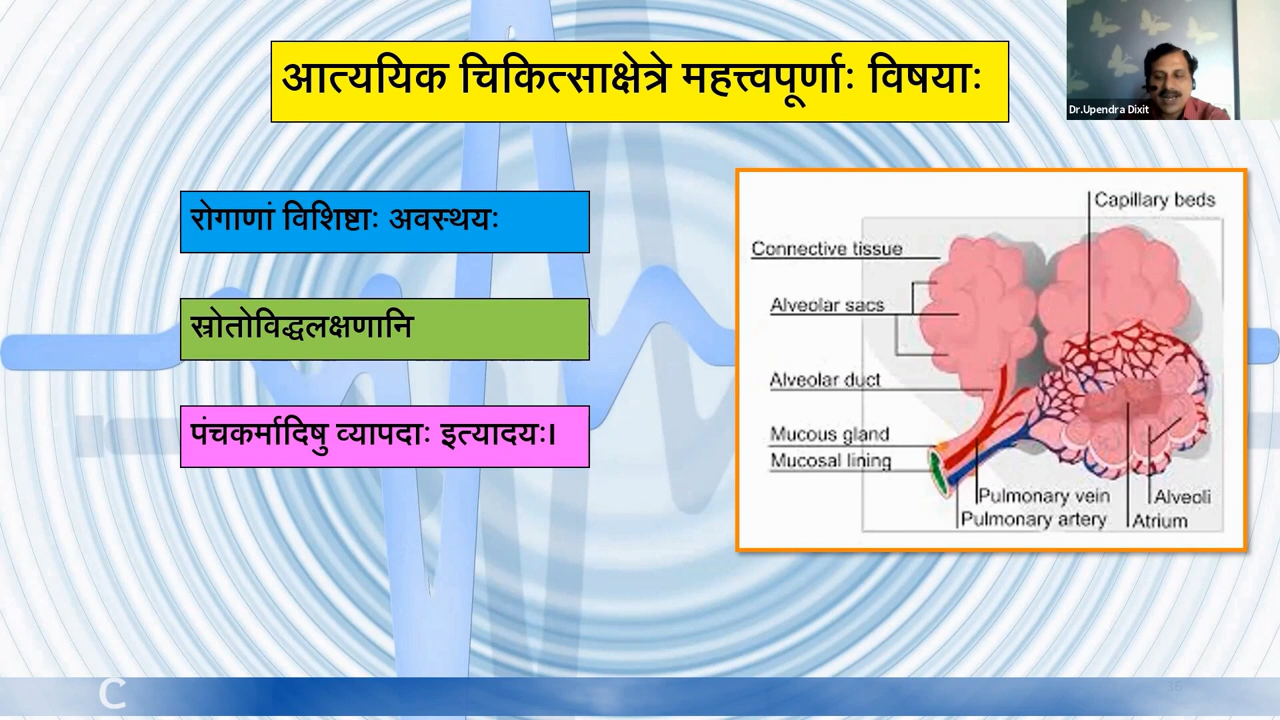 आत्ययिक चिकित्साक्षेत्रे महत्त्वपूर्णाः विषयाः
Dr.Upendra Dixit
रोगाणां विशिष्टाः अवस्थयः
स्रोतोविद्धलक्षणानि
पंचकर्मादिषु व्यापदाः इत्यादयः।
Capillary beds
Connective tissue
Alveolar sacs
Alveolar duct
Mucous gland
Mucosal lining
Pulmonary vein
Alveoli
Pulmonary artery
Atrium
C
36